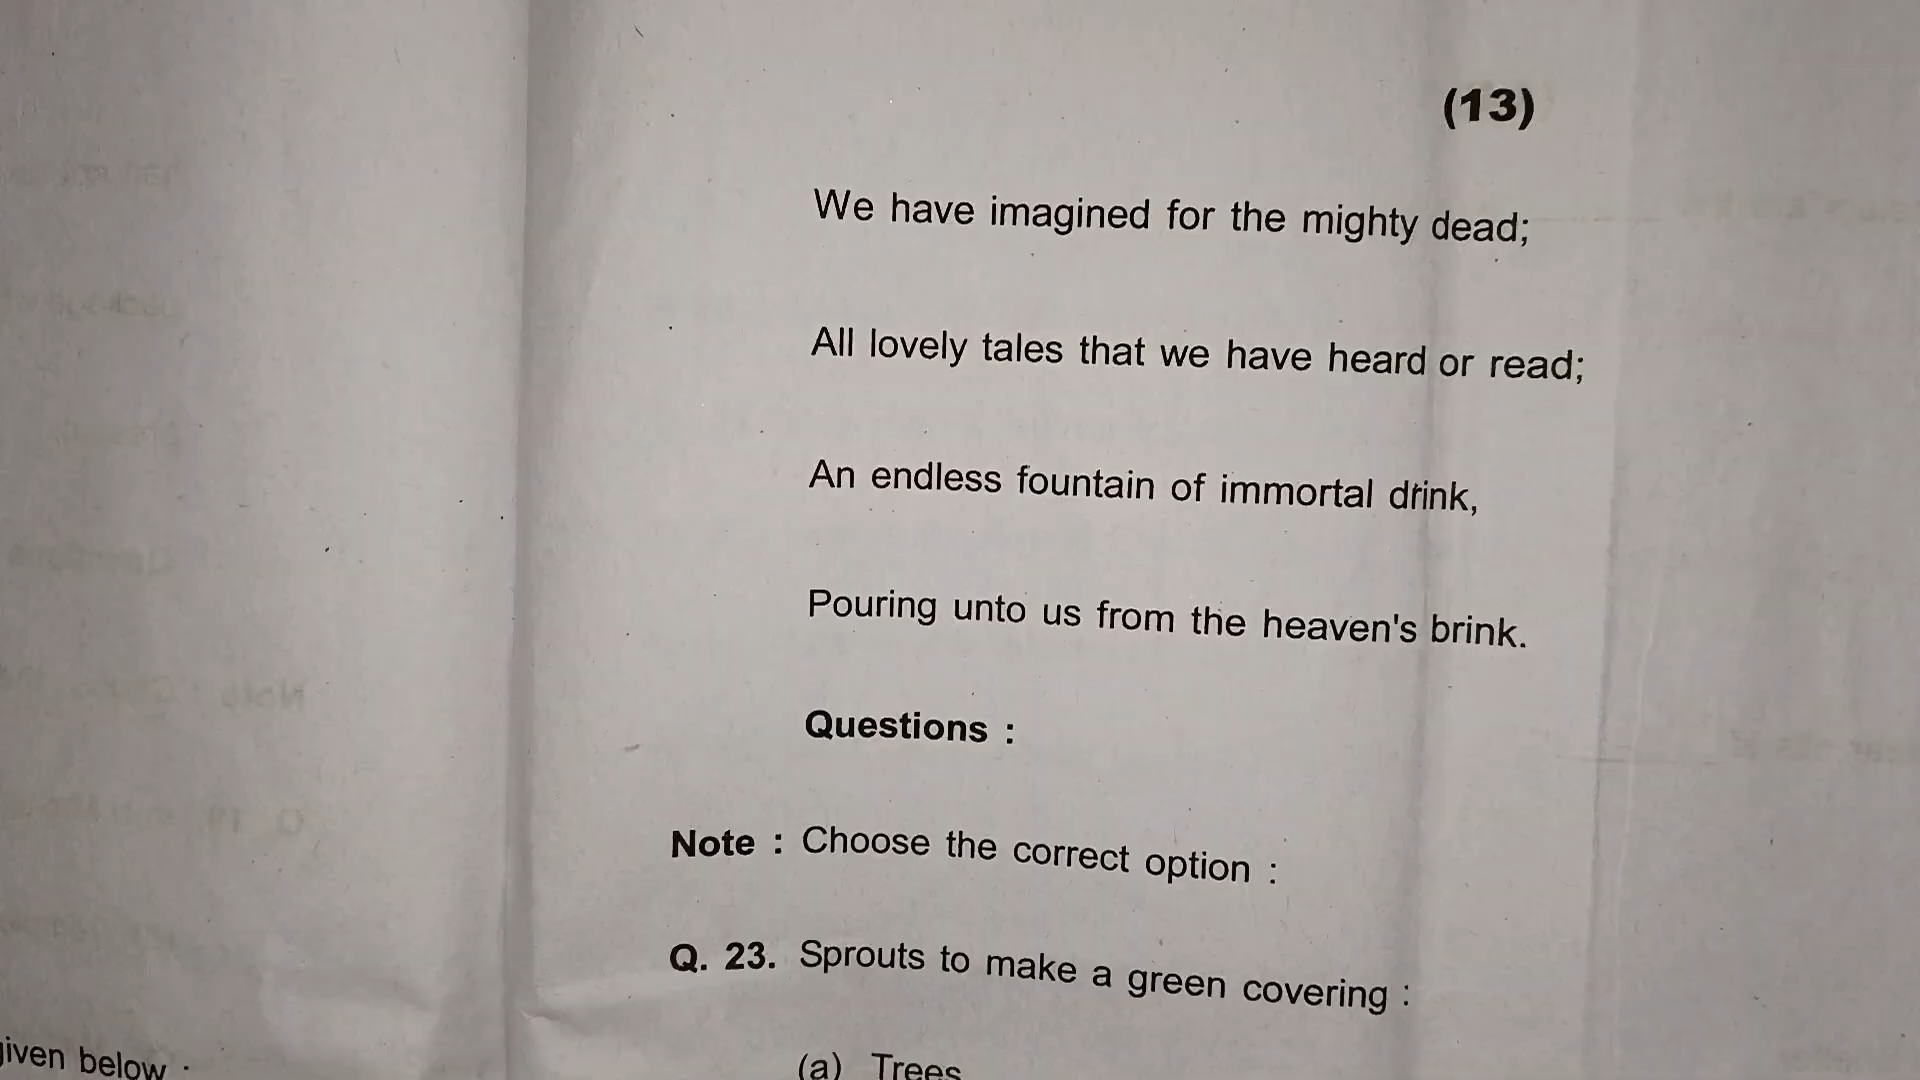 (13)
We have imagined for the mighty dead;
All lovely tales that we have heard or read;
An endless fountain of immortal drink,
Pouring unto us from the heaven's brink.
Questions :
Note : Choose the correct option :
Q. 23. Sprouts to make a green covering :
(a) Trees
given below :